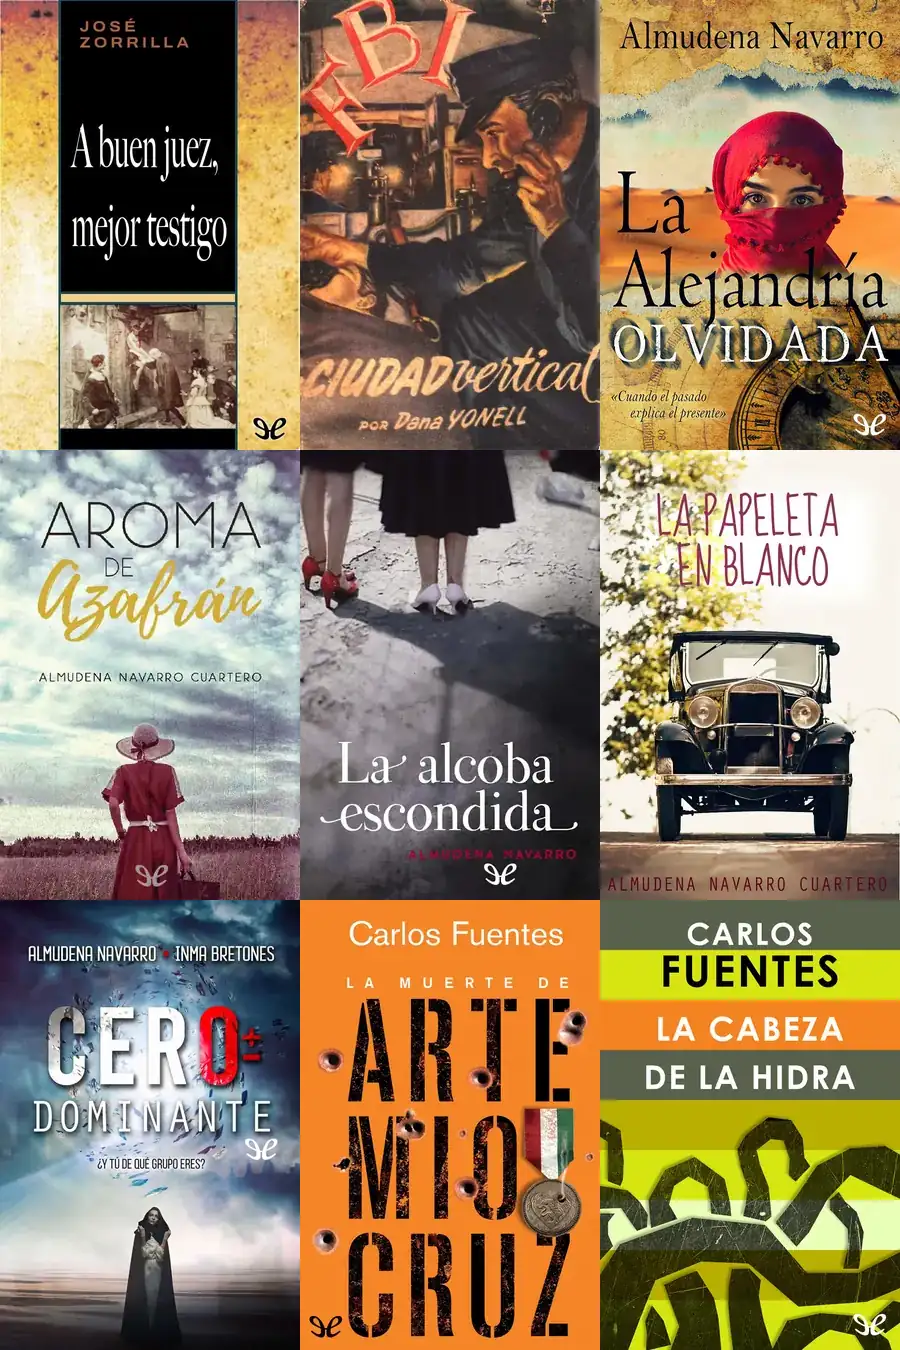 JOSÉ
ZORRILLA
A buen juez,
mejor testigo
FBI
CIUDAD vertical
POR Dana YONELL
Almudena Navarro
La
Alejandría
OLVIDADA
«Cuando el pasado
explica el presente»
AROMA
DE
Azafrán
ALMUDENA NAVARRO CUARTERO
La alcoba
escondida
ALMUDENA NAVARRO
LA PAPELETA
EN BLANCO
ALMUDENA NAVARRO CUARTERO
ALMUDENA NAVARRO • INMA BRETONES
CERO±
DOMINANTE
¿Y TÚ DE QUÉ GRUPO ERES?
Carlos Fuentes
LA MUERTE DE
ARTE
MIO
CRUZ
CARLOS
FUENTES
LA CABEZA
DE LA HIDRA